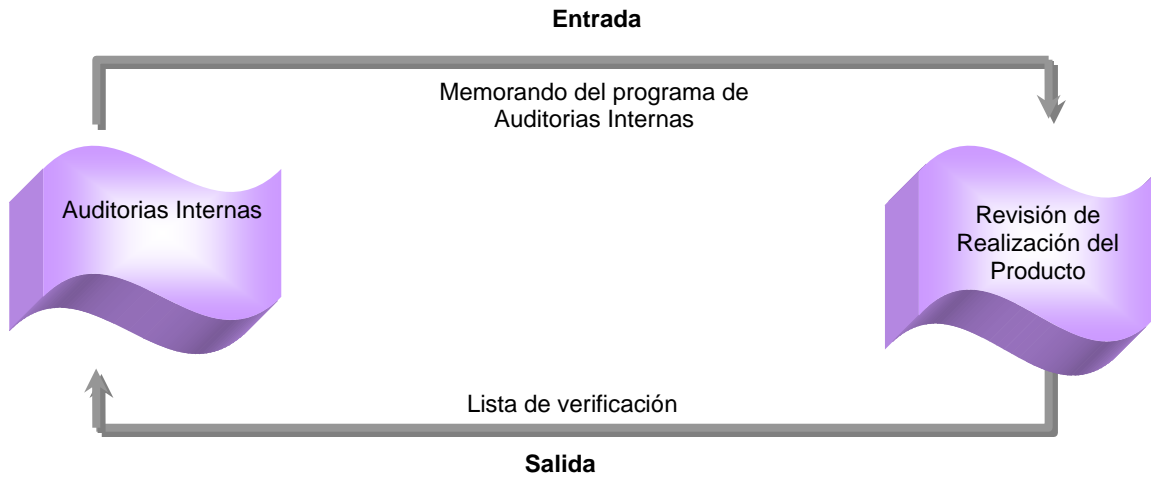 Entrada
Memorando del programa de
Auditorias Internas
Auditorias Internas
Revisión de
Realización del
Producto
Lista de verificación
Salida